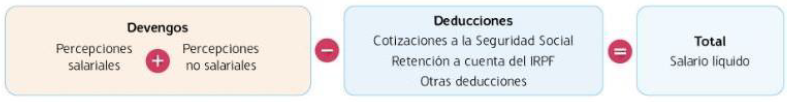 Devengos
Percepciones salariales
+
Percepciones no salariales
−
Deducciones
Cotizaciones a la Seguridad Social
Retención a cuenta del IRPF
Otras deducciones
=
Total
Salario líquido